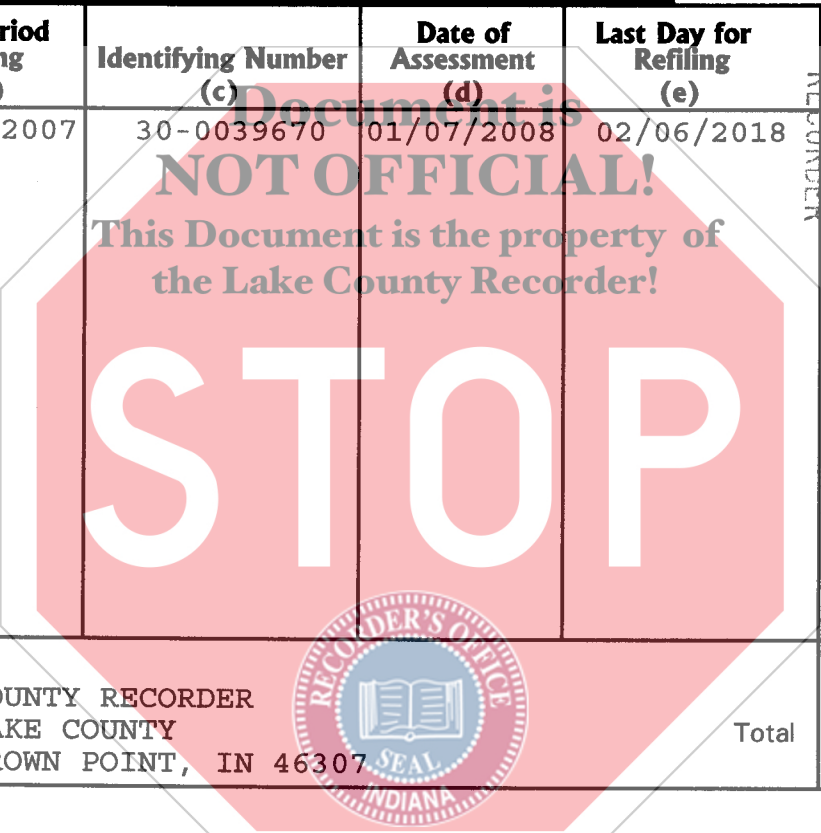 riod
ng
)
Identifying Number
(c)
Date of
Assessment
(d)
Last Day for
Refiling
(e)
2007 30-0039670 01/07/2008 02/06/2018
RECORDER
Document is
NOT OFFICIAL!
This Document is the property of
the Lake County Recorder!
STOP
OUNTY RECORDER
AKE COUNTY
ROWN POINT, IN 46307
Total
RECORDER'S OFFICE
SEAL
INDIANA